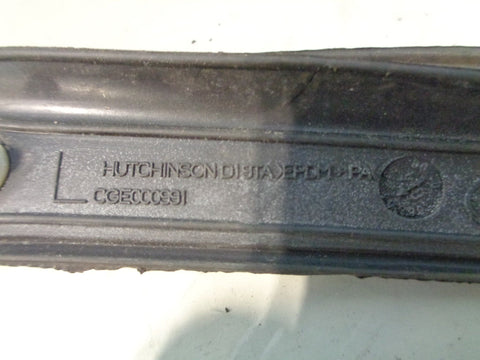 L
HUTCHINSON DI STA >EPDM + PA
CGE000991